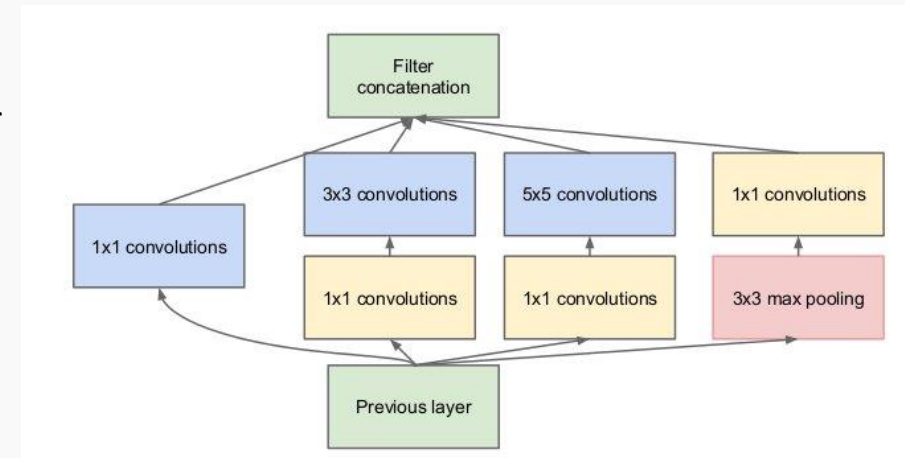 Filter
concatenation
3x3 convolutions
5x5 convolutions
1x1 convolutions
1x1 convolutions
1x1 convolutions
1x1 convolutions
3x3 max pooling
Previous layer